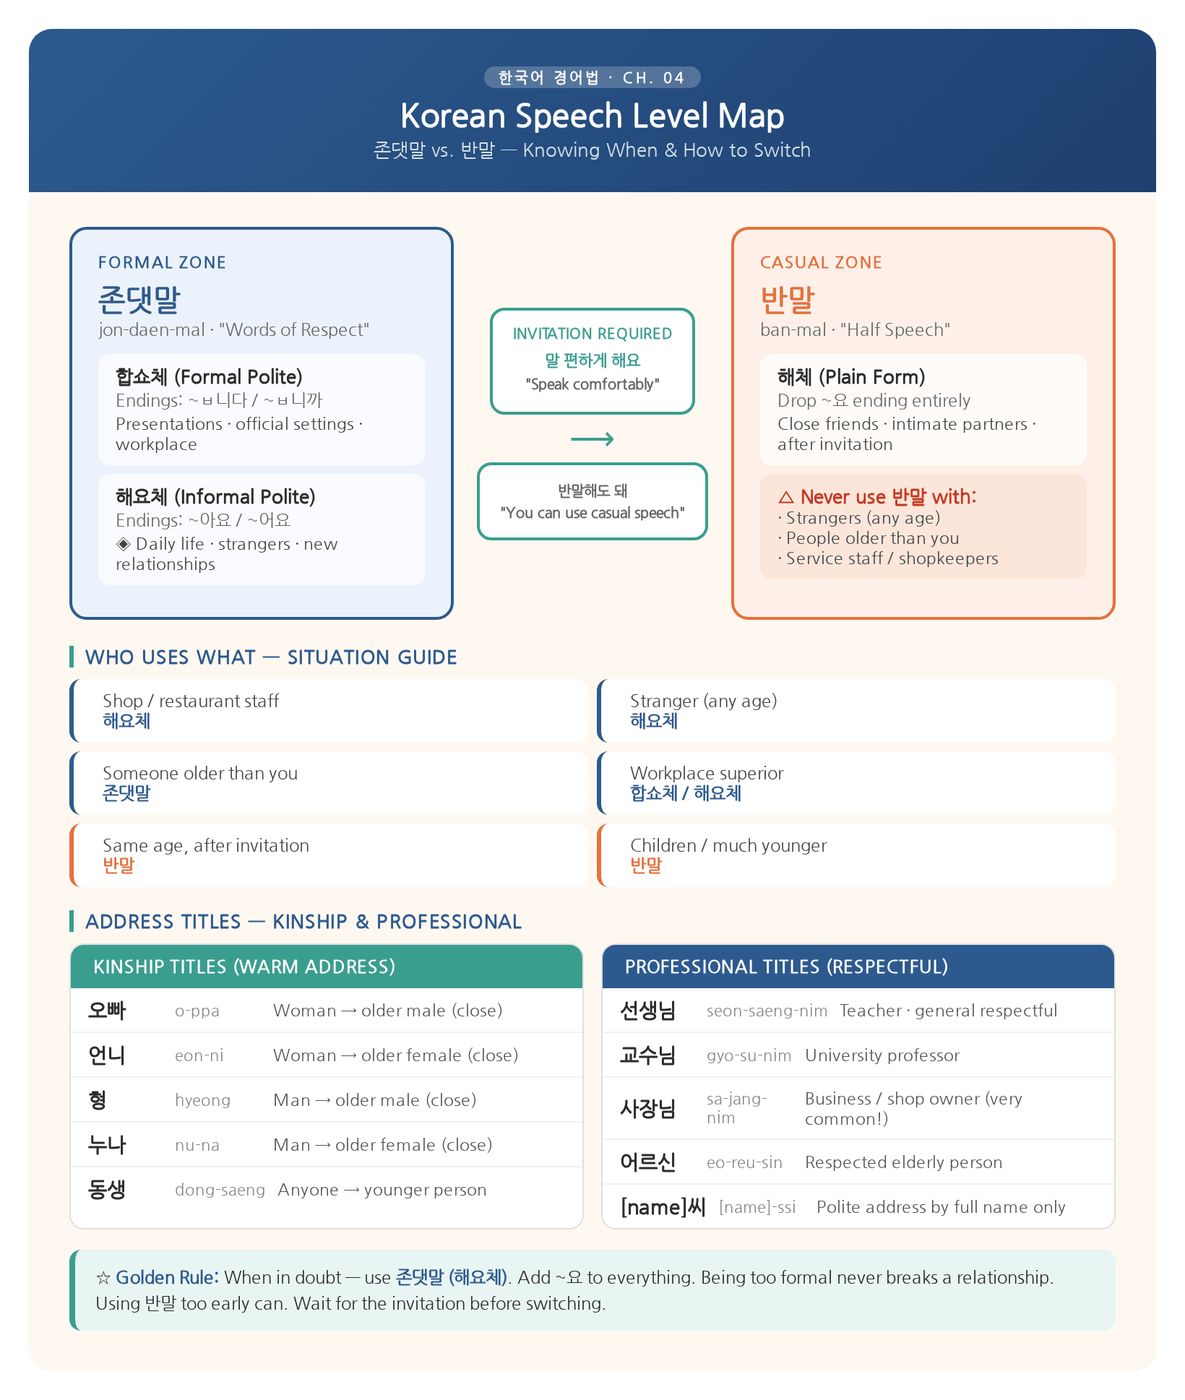 한국어 경어법 · CH. 04
Korean Speech Level Map
존댓말 vs. 반말 — Knowing When & How to Switch
FORMAL ZONE
존댓말
jon-daen-mal · "Words of Respect"
합쇼체 (Formal Polite)
Endings: ~ㅂ니다 / ~ㅂ니까
Presentations · official settings ·
workplace
해요체 (Informal Polite)
Endings: ~아요 / ~어요
◈ Daily life · strangers · new
relationships
INVITATION REQUIRED
말 편하게 해요
"Speak comfortably"
⟶
반말해도 돼
"You can use casual speech"
CASUAL ZONE
반말
ban-mal · "Half Speech"
해체 (Plain Form)
Drop ~요 ending entirely
Close friends · intimate partners ·
after invitation
△ Never use 반말 with:
· Strangers (any age)
· People older than you
· Service staff / shopkeepers
WHO USES WHAT — SITUATION GUIDE
Shop / restaurant staff
해요체
Stranger (any age)
해요체
Someone older than you
존댓말
Workplace superior
합쇼체 / 해요체
Same age, after invitation
반말
Children / much younger
반말
ADDRESS TITLES — KINSHIP & PROFESSIONAL
KINSHIP TITLES (WARM ADDRESS)
오빠 o-ppa Woman → older male (close)
언니 eon-ni Woman → older female (close)
형 hyeong Man → older male (close)
누나 nu-na Man → older female (close)
동생 dong-saeng Anyone → younger person
PROFESSIONAL TITLES (RESPECTFUL)
선생님 seon-saeng-nim Teacher · general respectful
교수님 gyo-su-nim University professor
사장님 sa-jang-nim Business / shop owner (very
common!)
어르신 eo-reu-sin Respected elderly person
[name]씨 [name]-ssi Polite address by full name only
☆ Golden Rule: When in doubt — use 존댓말 (해요체). Add ~요 to everything. Being too formal never breaks a relationship.
Using 반말 too early can. Wait for the invitation before switching.